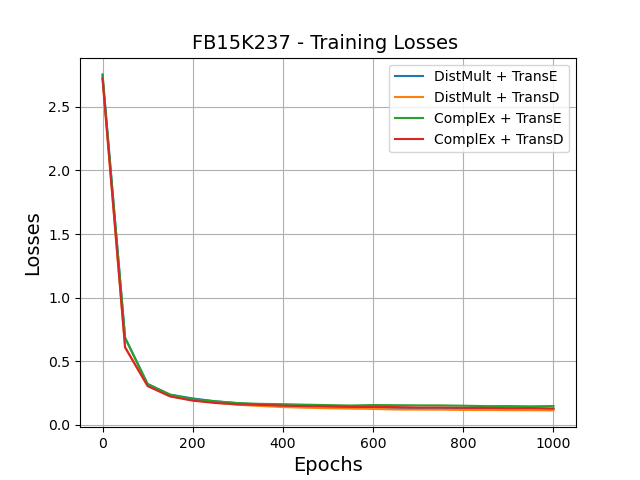 FB15K237 - Training Losses
DistMult + TransE
DistMult + TransD
ComplEx + TransE
ComplEx + TransD
Losses
2.5
2.0
1.5
1.0
0.5
0.0
0 200 400 600 800 1000
Epochs